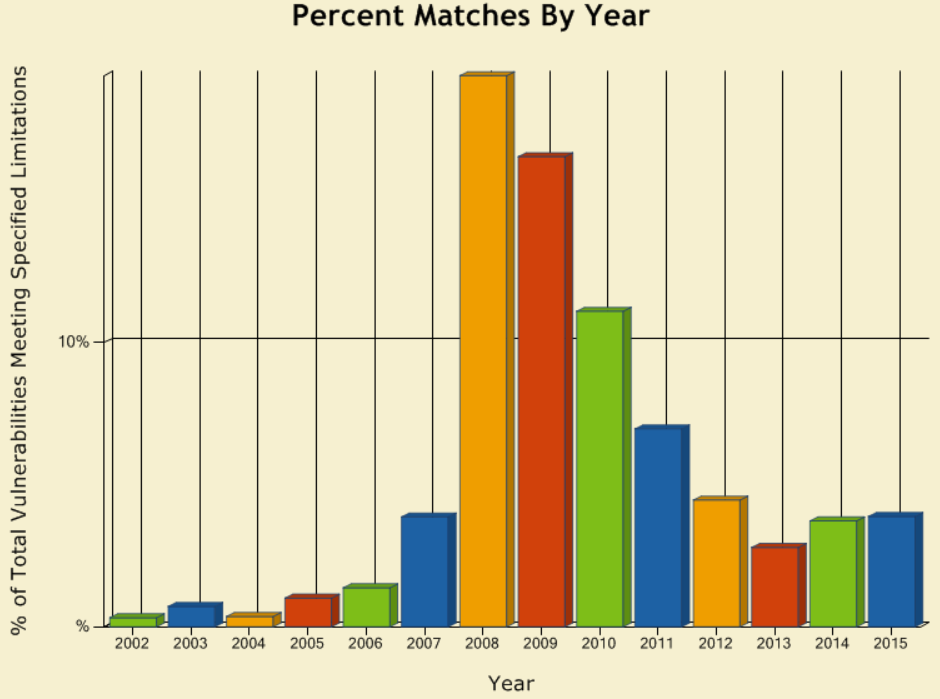 Percent Matches By Year
% of Total Vulnerabilities Meeting Specified Limitations
10%
%
2002 2003 2004 2005 2006 2007 2008 2009 2010 2011 2012 2013 2014 2015
Year